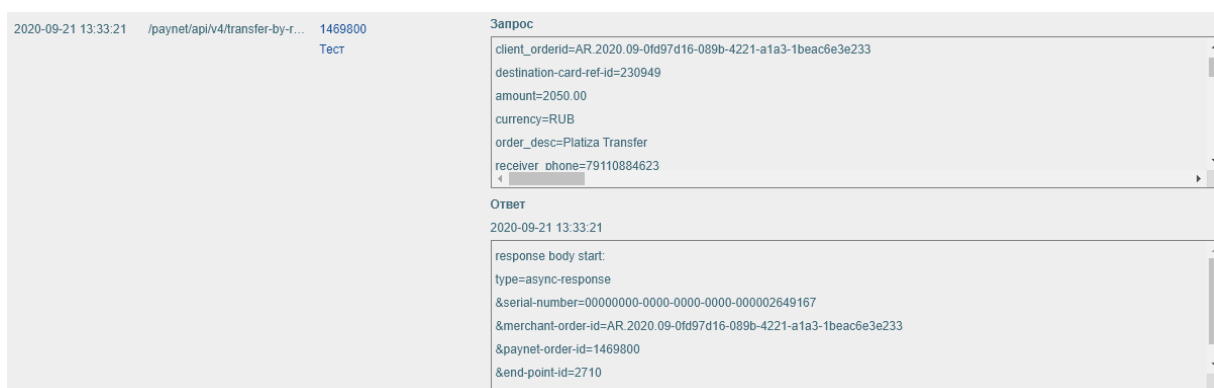 2020-09-21 13:33:21 /paynet/api/v4/transfer-by-r... 1469800
Тест
Запрос
client_orderid=AR.2020.09-0fd97d16-089b-4221-a1a3-1beac6e3e233
destination-card-ref-id=230949
amount=2050.00
currency=RUB
order_desc=Platiza Transfer
receiver_phone=79110884623
Ответ
2020-09-21 13:33:21
response body start:
type=async-response
&serial-number=00000000-0000-0000-0000-000002649167
&merchant-order-id=AR.2020.09-0fd97d16-089b-4221-a1a3-1beac6e3e233
&paynet-order-id=1469800
&end-point-id=2710